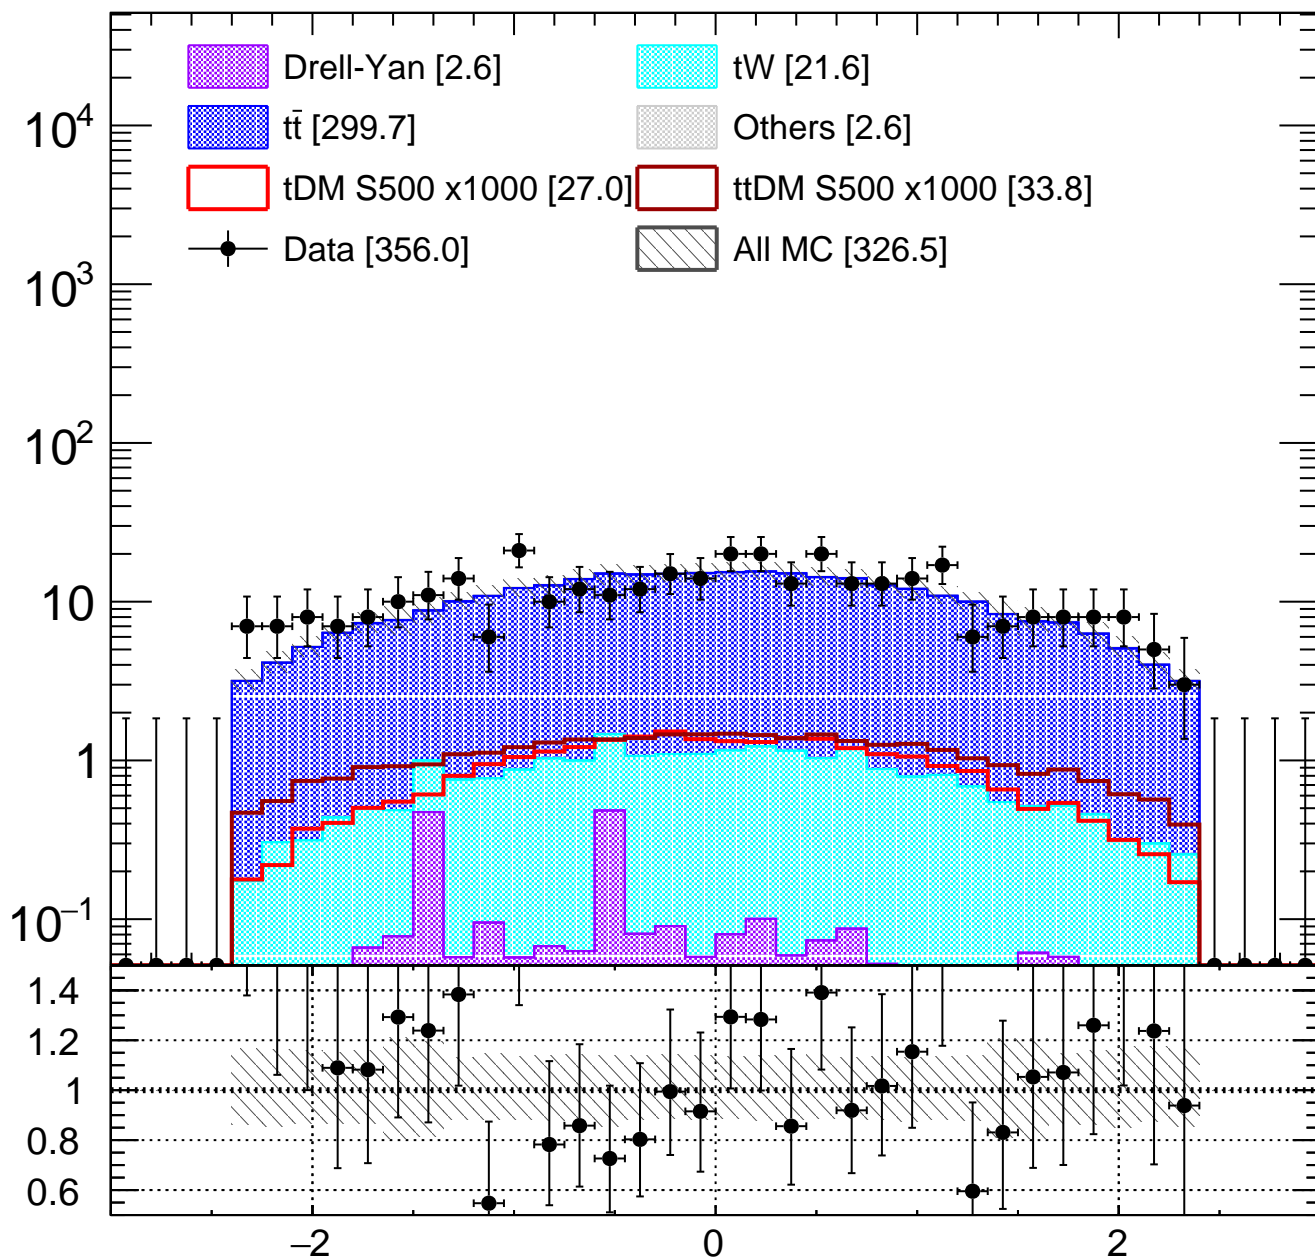 Drell-Yan [2.6]
tW [21.6]
tt̄ [299.7]
Others [2.6]
tDM S500 x1000 [27.0]
ttDM S500 x1000 [33.8]
Data [356.0]
All MC [326.5]
10⁴
10³
10²
10
1
10⁻¹
1.4
1.2
1
0.8
0.6
−2
0
2